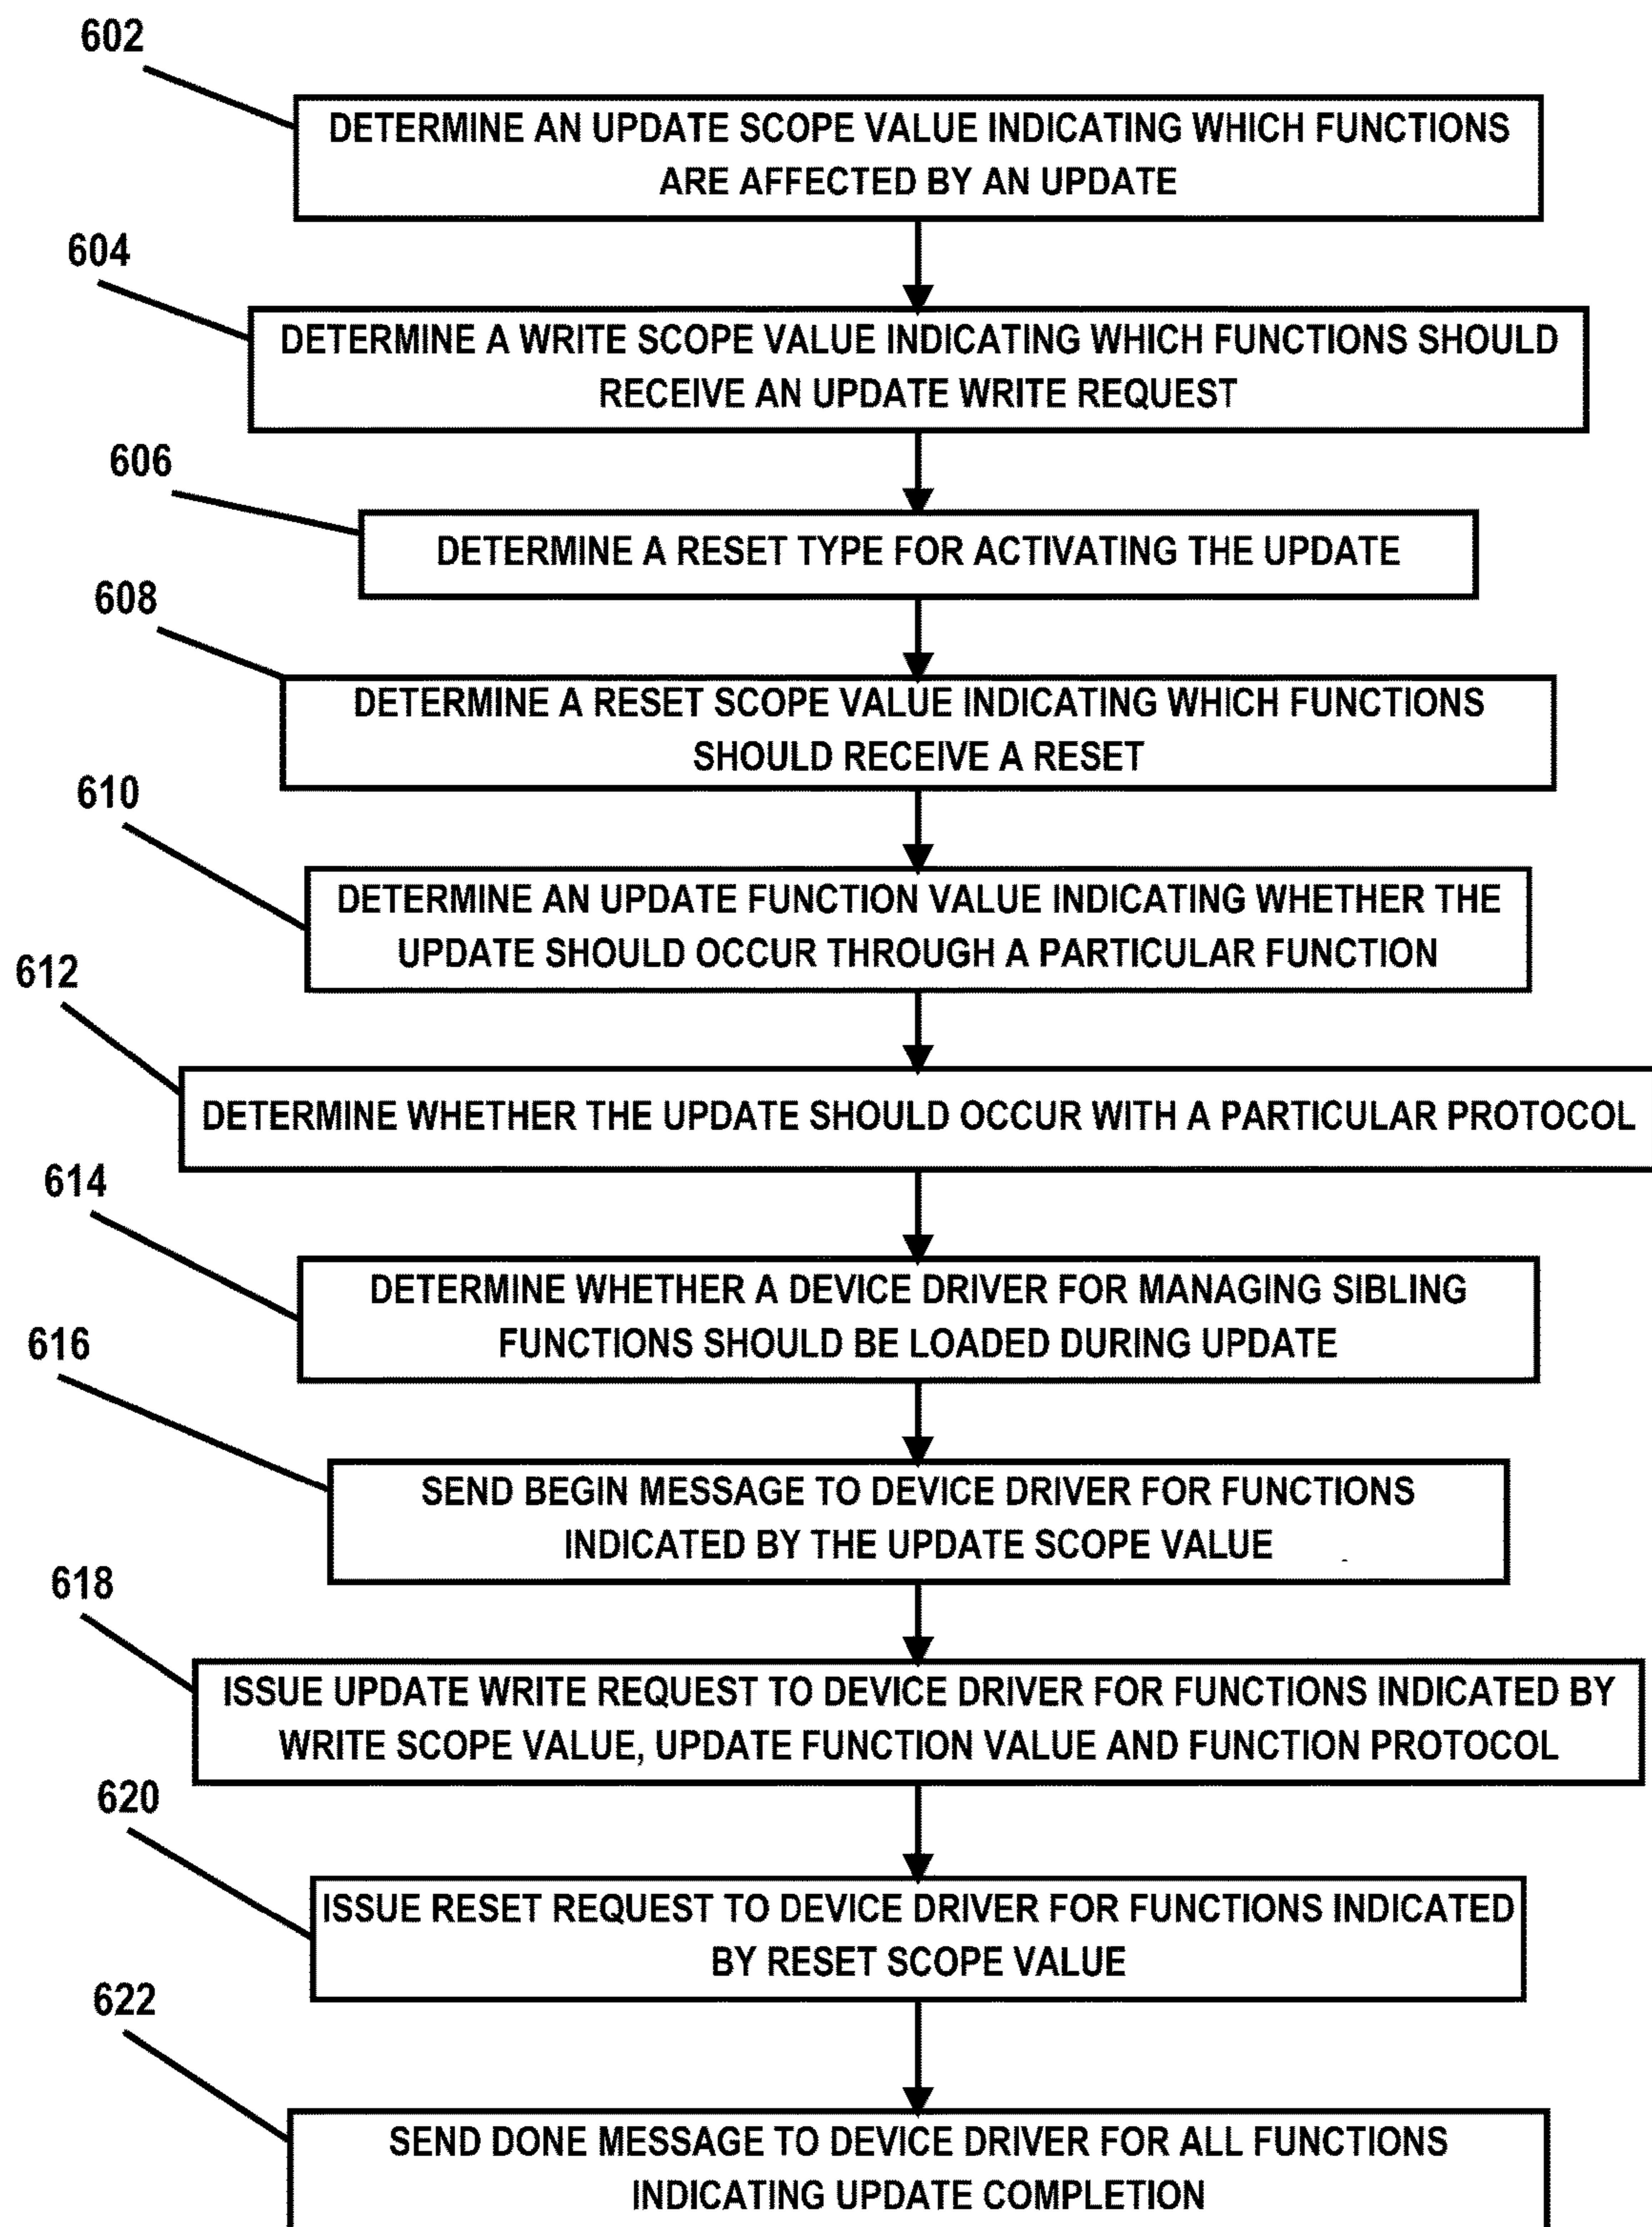 602
DETERMINE AN UPDATE SCOPE VALUE INDICATING WHICH FUNCTIONS
ARE AFFECTED BY AN UPDATE
604
DETERMINE A WRITE SCOPE VALUE INDICATING WHICH FUNCTIONS SHOULD
RECEIVE AN UPDATE WRITE REQUEST
606
DETERMINE A RESET TYPE FOR ACTIVATING THE UPDATE
608
DETERMINE A RESET SCOPE VALUE INDICATING WHICH FUNCTIONS
SHOULD RECEIVE A RESET
610
DETERMINE AN UPDATE FUNCTION VALUE INDICATING WHETHER THE
UPDATE SHOULD OCCUR THROUGH A PARTICULAR FUNCTION
612
DETERMINE WHETHER THE UPDATE SHOULD OCCUR WITH A PARTICULAR PROTOCOL
614
DETERMINE WHETHER A DEVICE DRIVER FOR MANAGING SIBLING
FUNCTIONS SHOULD BE LOADED DURING UPDATE
616
SEND BEGIN MESSAGE TO DEVICE DRIVER FOR FUNCTIONS
INDICATED BY THE UPDATE SCOPE VALUE
618
ISSUE UPDATE WRITE REQUEST TO DEVICE DRIVER FOR FUNCTIONS INDICATED BY
WRITE SCOPE VALUE, UPDATE FUNCTION VALUE AND FUNCTION PROTOCOL
620
ISSUE RESET REQUEST TO DEVICE DRIVER FOR FUNCTIONS INDICATED
BY RESET SCOPE VALUE
622
SEND DONE MESSAGE TO DEVICE DRIVER FOR ALL FUNCTIONS
INDICATING UPDATE COMPLETION